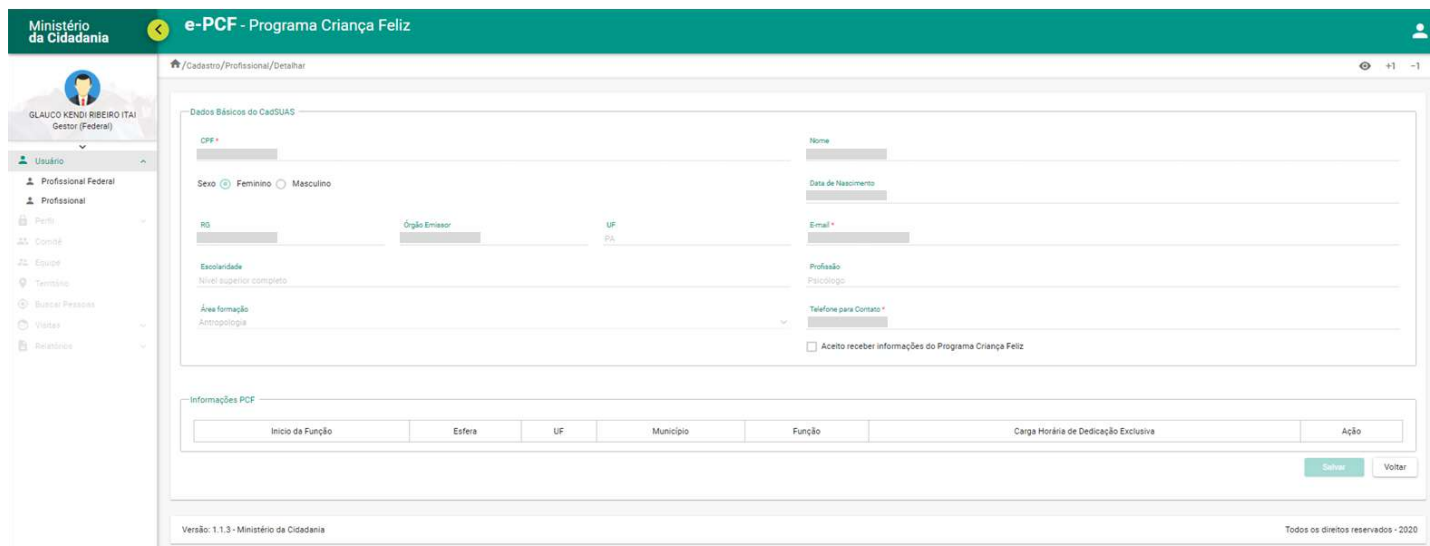 Ministério
da Cidadania
e-PCF - Programa Criança Feliz
/Cadastro/Profissional/Detalhar
+1 -1
GLAUCO KENDI RIBEIRO ITAI
Gestor (Federal)
Usuário
Profissional Federal
Profissional
Perfil
Comitê
Equipe
Território
Buscar Pessoas
Visitas
Relatórios
Dados Básicos do CadSUAS
CPF *
Nome
Sexo Feminino Masculino
Data de Nascimento
RG
Órgão Emissor
UF
PA
E-mail *
Escolaridade
Nível superior completo
Profissão
Psicólogo
Área formação
Antropologia
Telefone para Contato *
Aceito receber informações do Programa Criança Feliz
Informações PCF
Inicio da Função Esfera UF Município Função Carga Horária de Dedicação Exclusiva Ação
Salvar Voltar
Versão: 1.1.3 - Ministério da Cidadania
Todos os direitos reservados - 2020